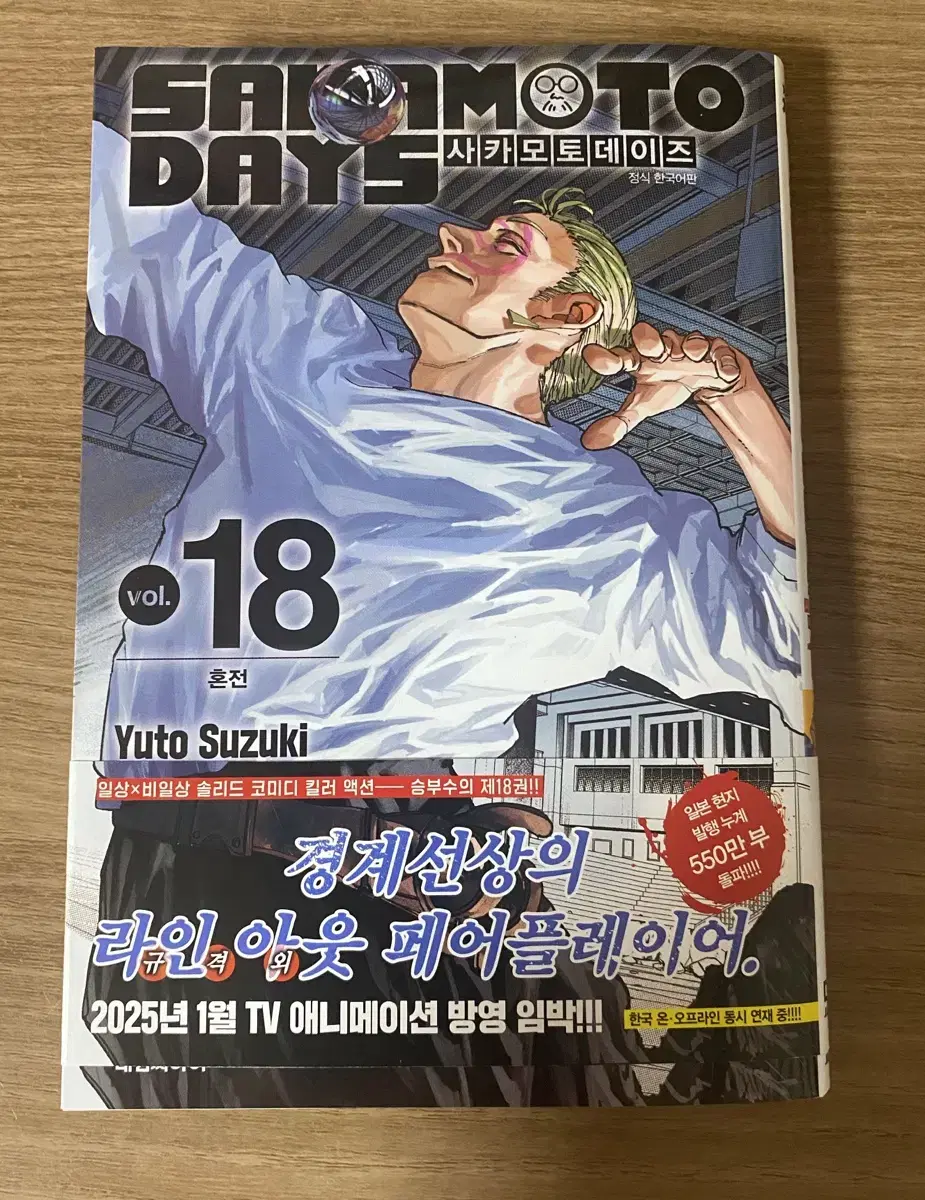 SAKAMOTO
DAYS
사카모토데이즈
정식 한국어판
vol. 18
혼전
Yuto Suzuki
일상×비일상 솔리드 코미디 킬러 액션── 승부수의 제18권!!
일본 현지
발행 누계
550만 부
돌파!!!!
경계선상의
라인 아웃 페어플레이어.
규격 외
2025년 1월 TV 애니메이션 방영 임박!!!
한국 온·오프라인 동시 연재 중!!!!